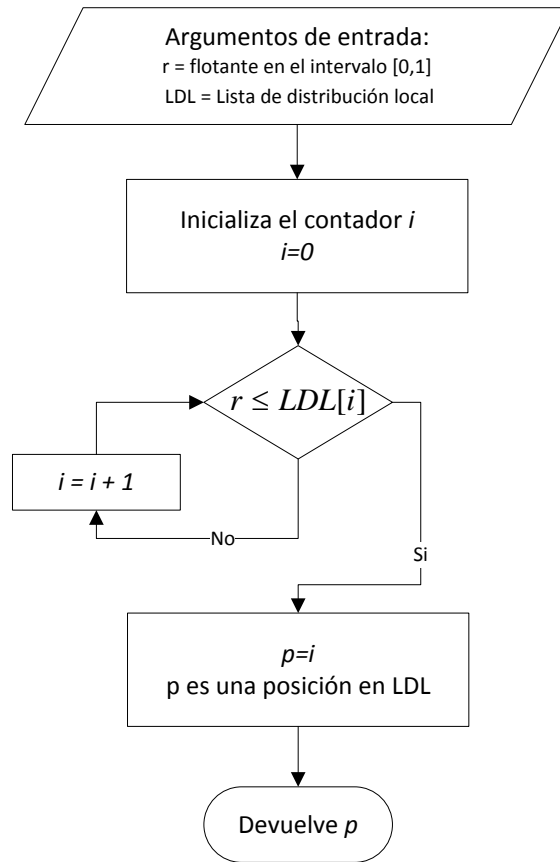 Argumentos de entrada:
r = flotante en el intervalo [0,1]
LDL = Lista de distribución local
Inicializa el contador i
i=0
r ≤ LDL[i]
i = i + 1
No
Si
p=i
p es una posición en LDL
Devuelve p